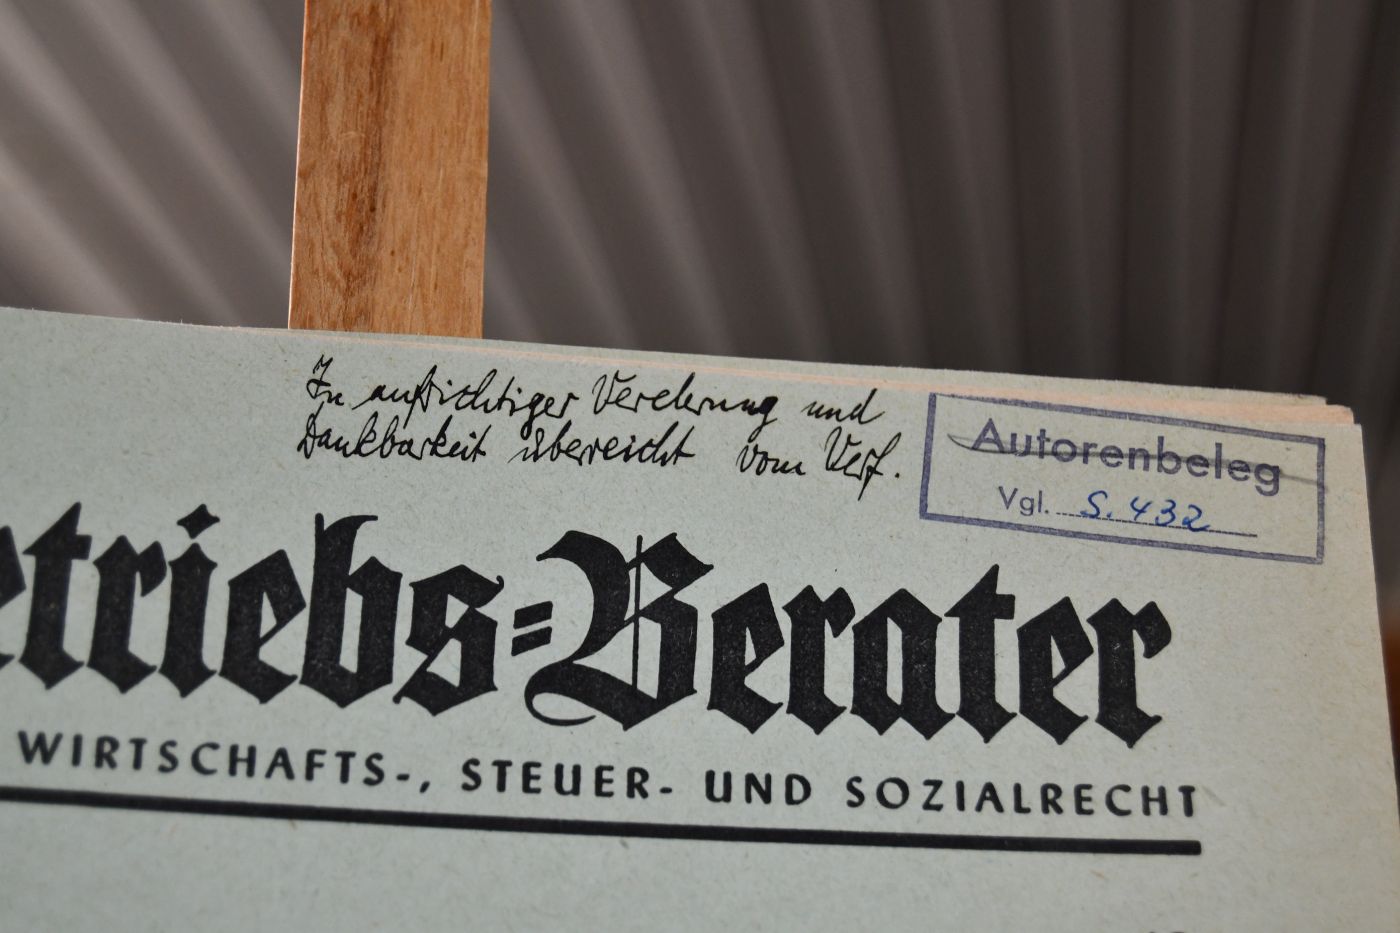 In aufrichtiger Verehrung und
Dankbarkeit überreicht vom Verf.
Autorenbeleg
Vgl. S. 432
etriebs=Berater
WIRTSCHAFTS-, STEUER- UND SOZIALRECHT